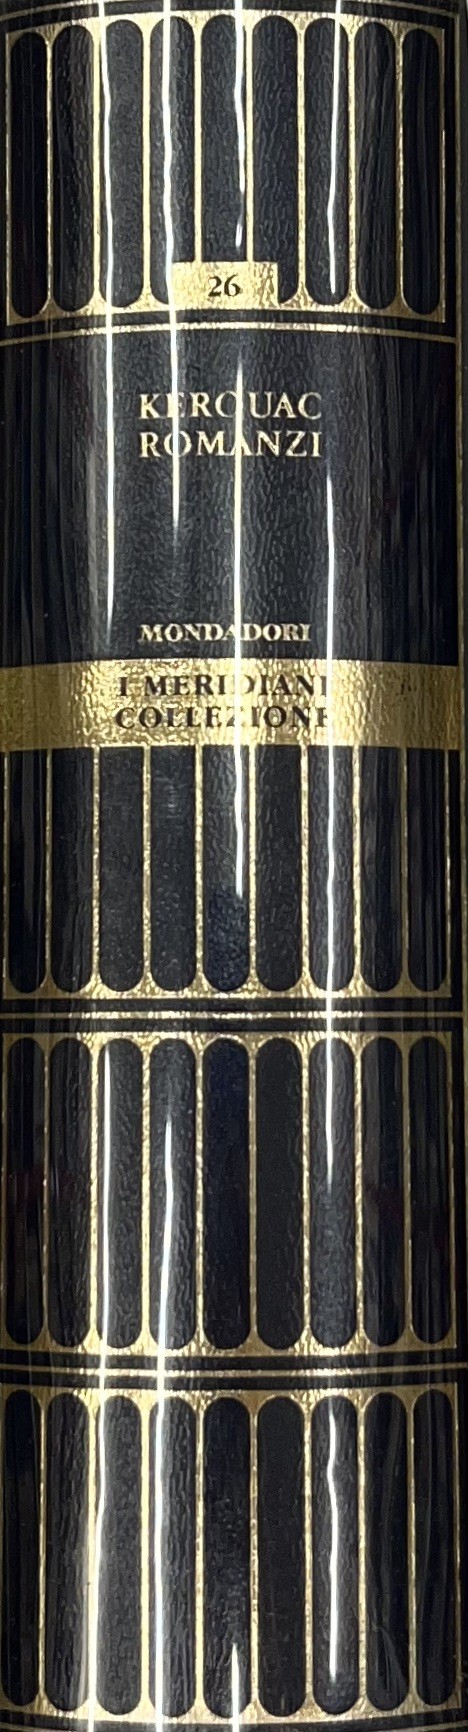 26
KEROUAC
ROMANZI
MONDADORI
I MERIDIANI
COLLEZIONE